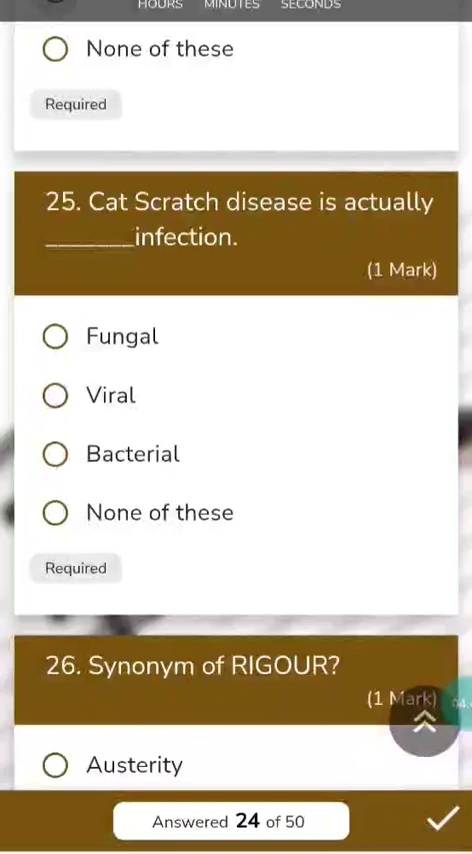 HOURS MINUTES SECONDS
None of these
Required
25. Cat Scratch disease is actually
_______infection.
(1 Mark)
Fungal
Viral
Bacterial
None of these
Required
26. Synonym of RIGOUR?
(1 Mark)
Austerity
Answered 24 of 50